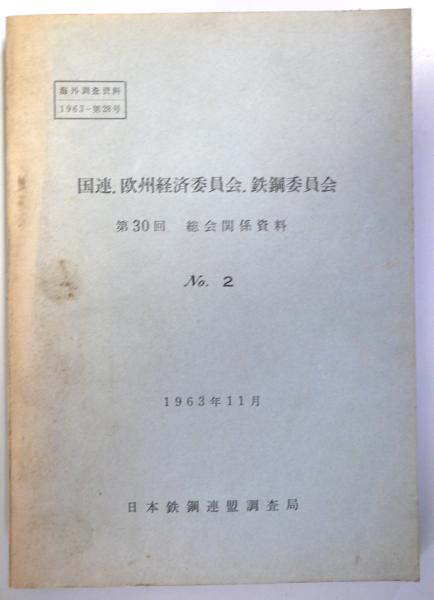 海外調査資料
1963-第28号
国連.欧州経済委員会.鉄鋼委員会
第30回 総会関係資料
No. 2
1963年11月
日本鉄鋼連盟調査局